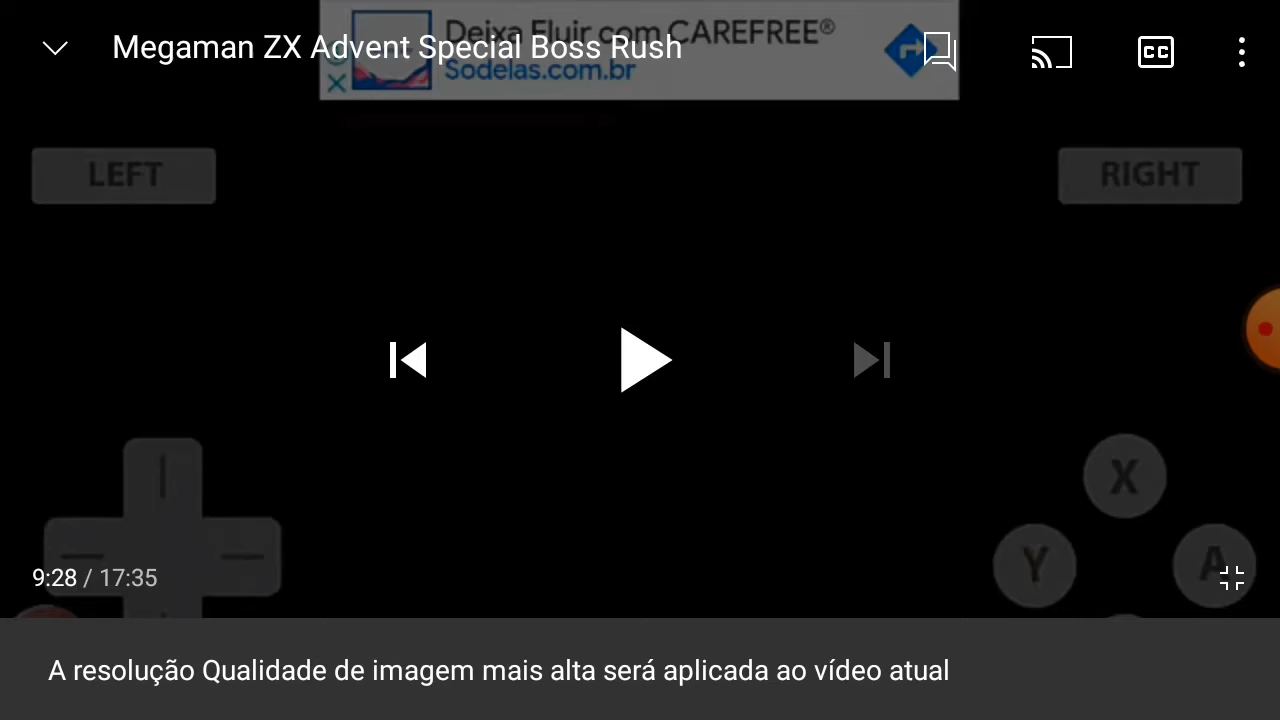 Megaman ZX Advent Special Boss Rush
Deixa Fluir com CAREFREE®
Sodelas.com.br
CC
LEFT
RIGHT
X
Y
A
9:28 / 17:35
A resolução Qualidade de imagem mais alta será aplicada ao vídeo atual